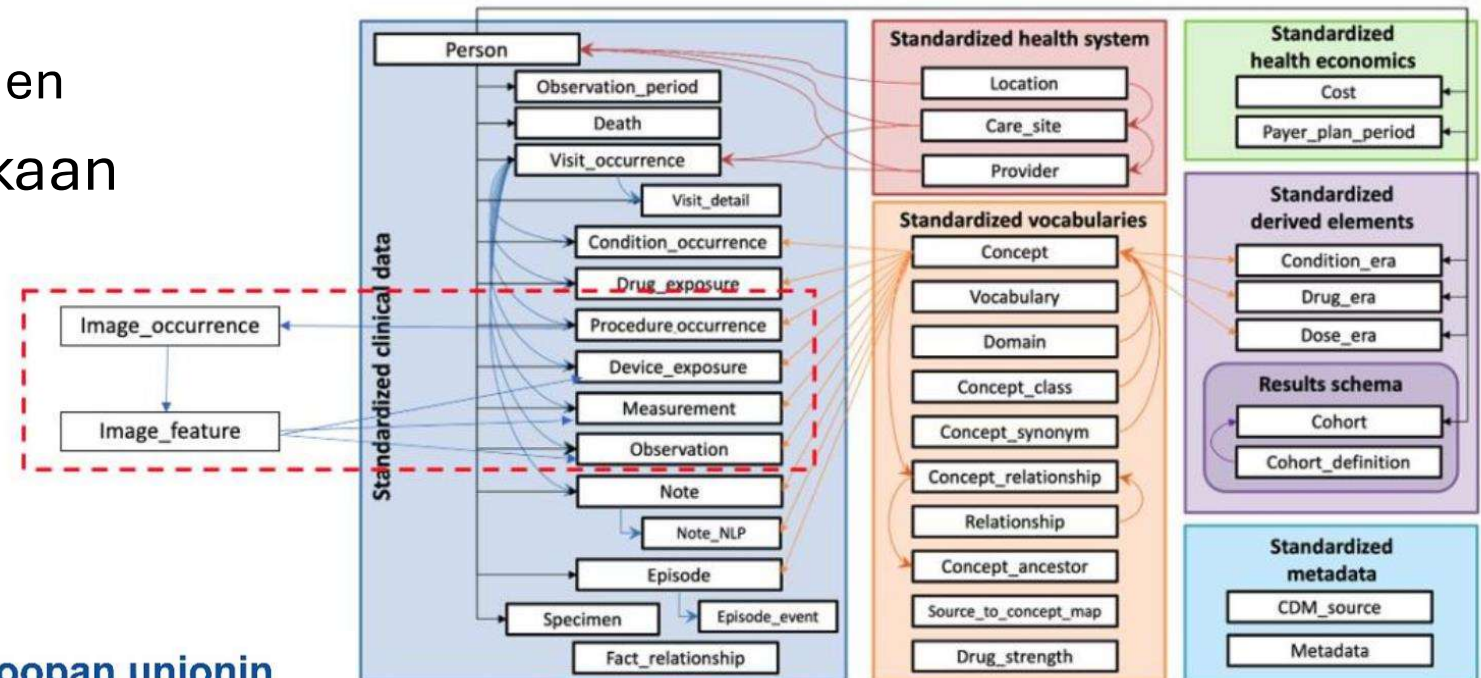 en
kaan
oopan unionin
Image_occurrence
Image_feature
Standardized clinical data
Person
Observation_period
Death
Visit_occurrence
Visit_detail
Condition_occurrence
Drug_exposure
Procedure_occurrence
Device_exposure
Measurement
Observation
Note
Note_NLP
Episode
Specimen
Episode_event
Fact_relationship
Standardized health system
Location
Care_site
Provider
Standardized vocabularies
Concept
Vocabulary
Domain
Concept_class
Concept_synonym
Concept_relationship
Relationship
Concept_ancestor
Source_to_concept_map
Drug_strength
Standardized
health economics
Cost
Payer_plan_period
Standardized
derived elements
Condition_era
Drug_era
Dose_era
Results schema
Cohort
Cohort_definition
Standardized
metadata
CDM_source
Metadata